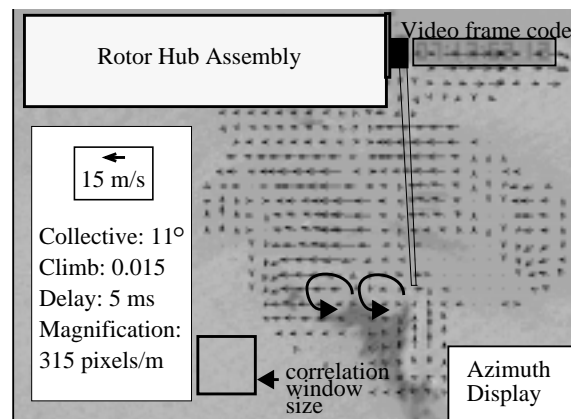 Video frame code
Rotor Hub Assembly
15 m/s
Collective: 11°
Climb: 0.015
Delay: 5 ms
Magnification:
315 pixels/m
correlation
window
size
Azimuth
Display